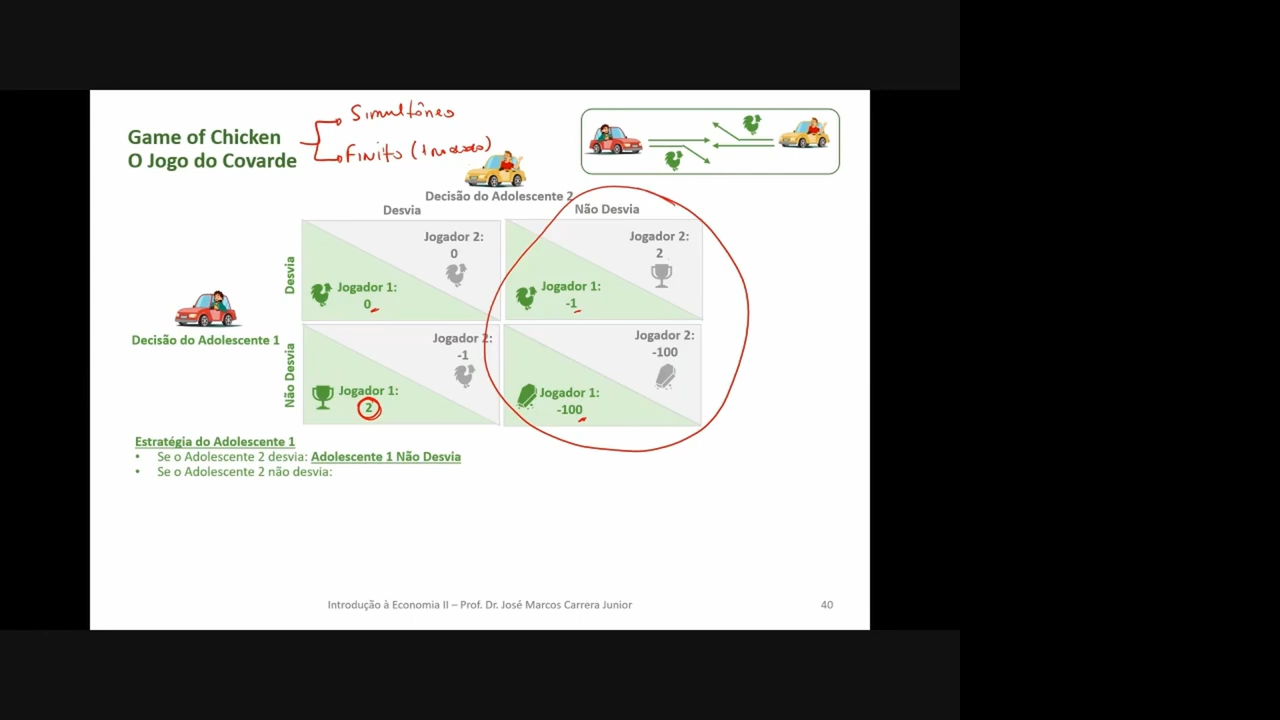 Simultâneo
Game of Chicken
O Jogo do Covarde
Finito (1 rodada)
Decisão do Adolescente 2
Desvia
Não Desvia
Jogador 2:
0
Jogador 2:
2
Desvia
Jogador 1:
0
Jogador 1:
-1
Decisão do Adolescente 1
Não Desvia
Jogador 2:
-1
Jogador 2:
-100
Jogador 1:
2
Jogador 1:
-100
Estratégia do Adolescente 1
• Se o Adolescente 2 desvia: Adolescente 1 Não Desvia
• Se o Adolescente 2 não desvia:
Introdução à Economia II – Prof. Dr. José Marcos Carrera Junior
40